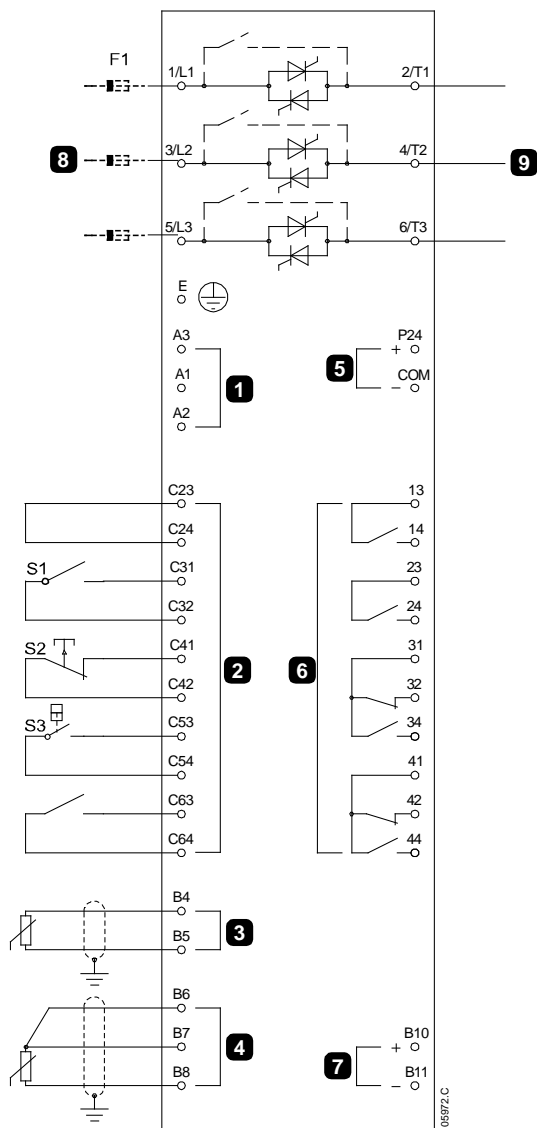 F1
1/L1
2/T1
8
3/L2
4/T2
9
5/L3
6/T3
E
A3
P24
+
5
1
A1
COM
−
A2
C23
13
C24
14
S1
C31
23
C32
24
S2
C41
31
2
6
C42
32
S3
C53
34
C54
41
C63
42
C64
44
B4
3
B5
B6
B7
4
B10
+
7
B8
B11
−
05972.C